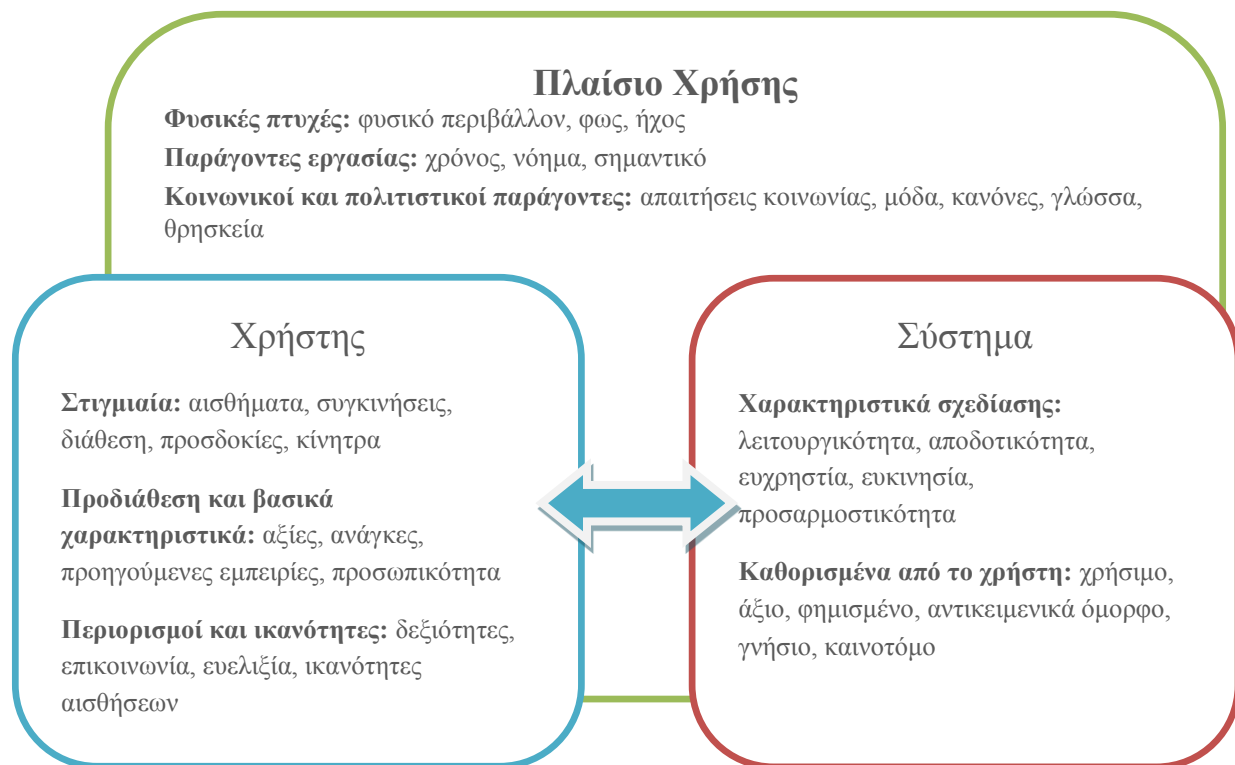 Πλαίσιο Χρήσης
Φυσικές πτυχές: φυσικό περιβάλλον, φως, ήχος
Παράγοντες εργασίας: χρόνος, νόημα, σημαντικό
Κοινωνικοί και πολιτιστικοί παράγοντες: απαιτήσεις κοινωνίας, μόδα, κανόνες, γλώσσα,
θρησκεία
Χρήστης
Στιγμιαία: αισθήματα, συγκινήσεις,
διάθεση, προσδοκίες, κίνητρα
Προδιάθεση και βασικά
χαρακτηριστικά: αξίες, ανάγκες,
προηγούμενες εμπειρίες, προσωπικότητα
Περιορισμοί και ικανότητες: δεξιότητες,
επικοινωνία, ευελιξία, ικανότητες
αισθήσεων
Σύστημα
Χαρακτηριστικά σχεδίασης:
λειτουργικότητα, αποδοτικότητα,
ευχρηστία, ευκινησία,
προσαρμοστικότητα
Καθορισμένα από το χρήστη: χρήσιμο,
άξιο, φημισμένο, αντικειμενικά όμορφο,
γνήσιο, καινοτόμο